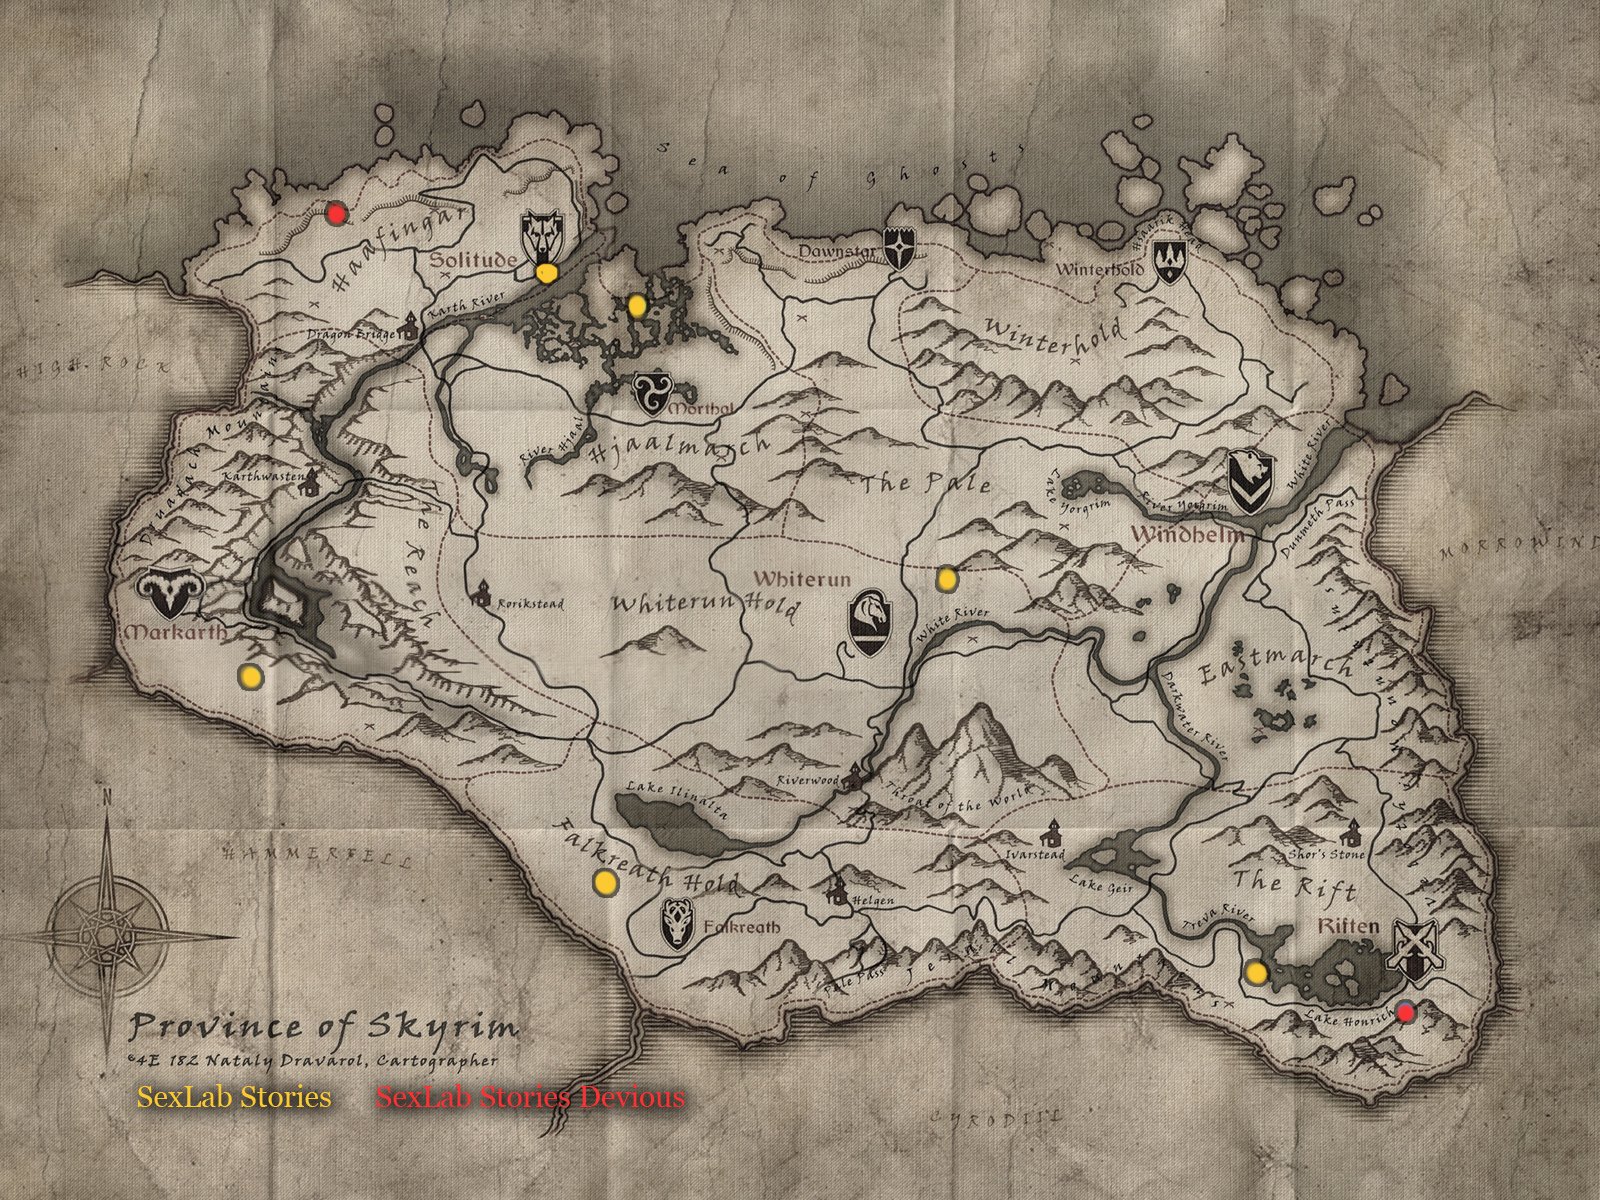 Sea of Ghosts
Haafingar
Solitude
Dawnstar
Hjaarik Head
Winterhold
Karth River
Dragon Bridge
Winterhold
HIGH ROCK
Morthal
River Hjaal
Hjaalmarch
The Pale
Druadach Mountains
Karthwasten
The Reach
Lake Yorgrim
River Yorgrim
White River
Windhelm
Dunmeth Pass
MORROWIND
Whiterun
Whiterun Hold
Rorikstead
Markarth
White River
Eastmarch
Darkwater River
Riverwood
Throat of the World
Lake Ilinalta
Falkreath Hold
HAMMERFELL
Ivarstead
Lake Geir
Shor's Stone
The Rift
Helgen
Falkreath
Treva River
Riften
Pale Pass
Jerall Mountains
Lake Honrich
N
Province of Skyrim
©4E 182 Nataly Dravarol, Cartographer
SexLab Stories SexLab Stories Devious
CYRODIIL